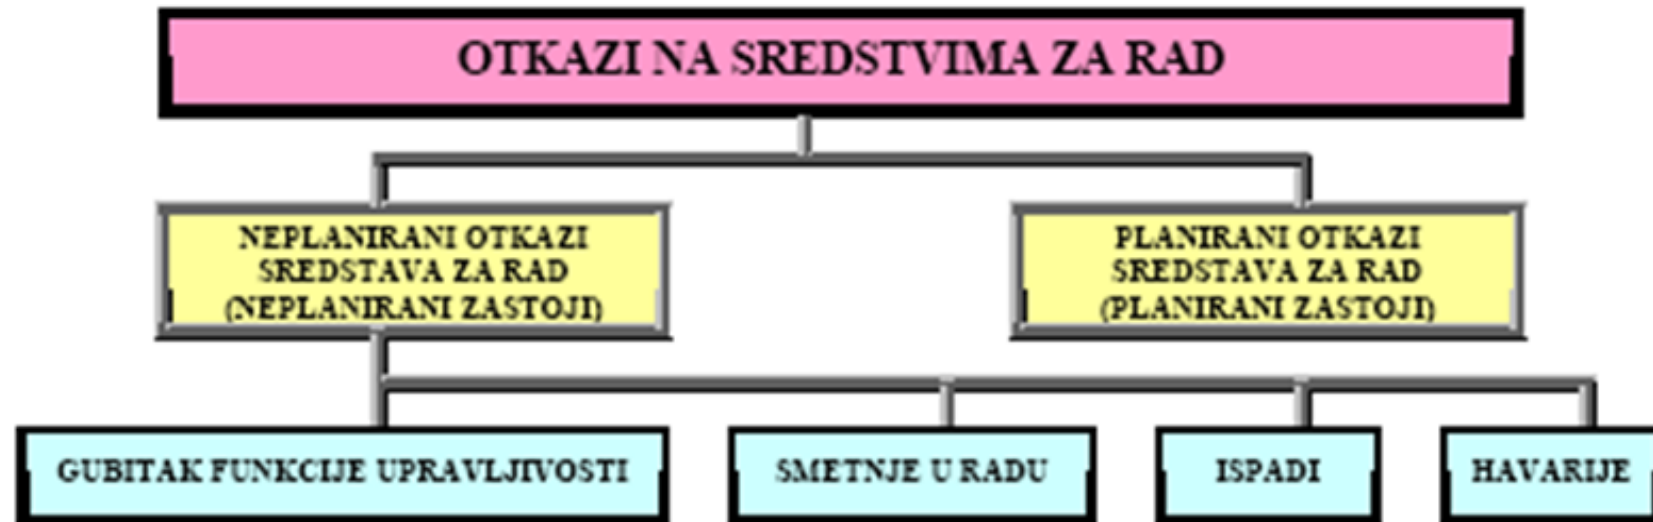 OTKAZI NA SREDSTVIMA ZA RAD
NEPLANIRANI OTKAZI
SREDSTAVA ZA RAD
(NEPLANIRANI ZASTOJI)
PLANIRANI OTKAZI
SREDSTAVA ZA RAD
(PLANIRANI ZASTOJI)
GUBITAK FUNKCIJE UPRAVLJIVOSTI
SMETNJE U RADU
ISPADI
HAVARIJE